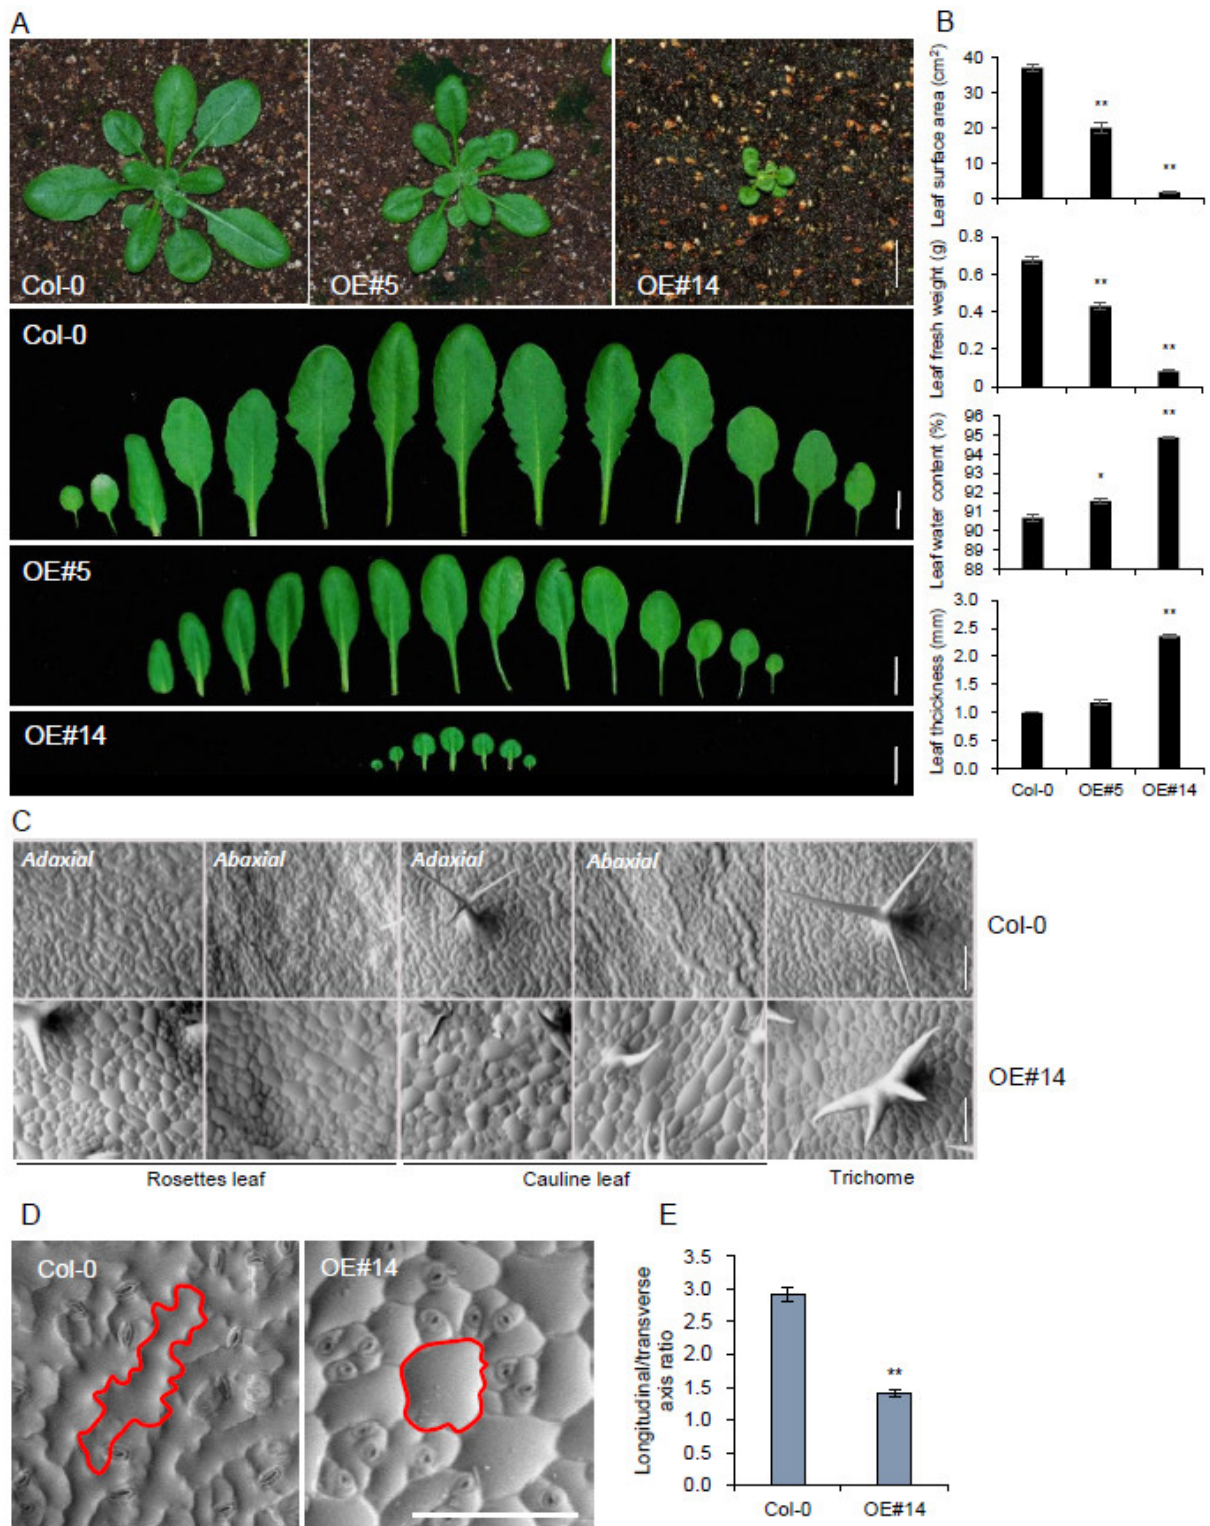 A
Col-0
OE#5
OE#14
Col-0
OE#5
OE#14
B
Leaf surface area (cm²)
40
30
20
10
0
**
**
Leaf fresh weight (g)
0.8
0.6
0.4
0.2
0
**
**
Leaf water content (%)
96
95
94
93
92
91
90
89
88
*
**
Leaf thcickness (mm)
3.0
2.5
2.0
1.5
1.0
0.5
0.0
**
Col-0 OE#5 OE#14
C
Adaxial Abaxial Adaxial Abaxial
Col-0
OE#14
Rosettes leaf Cauline leaf Trichome
D
Col-0 OE#14
E
Longitudinal/transverse
axis ratio
3.5
3.0
2.5
2.0
1.5
1.0
0.5
0.0
**
Col-0 OE#14